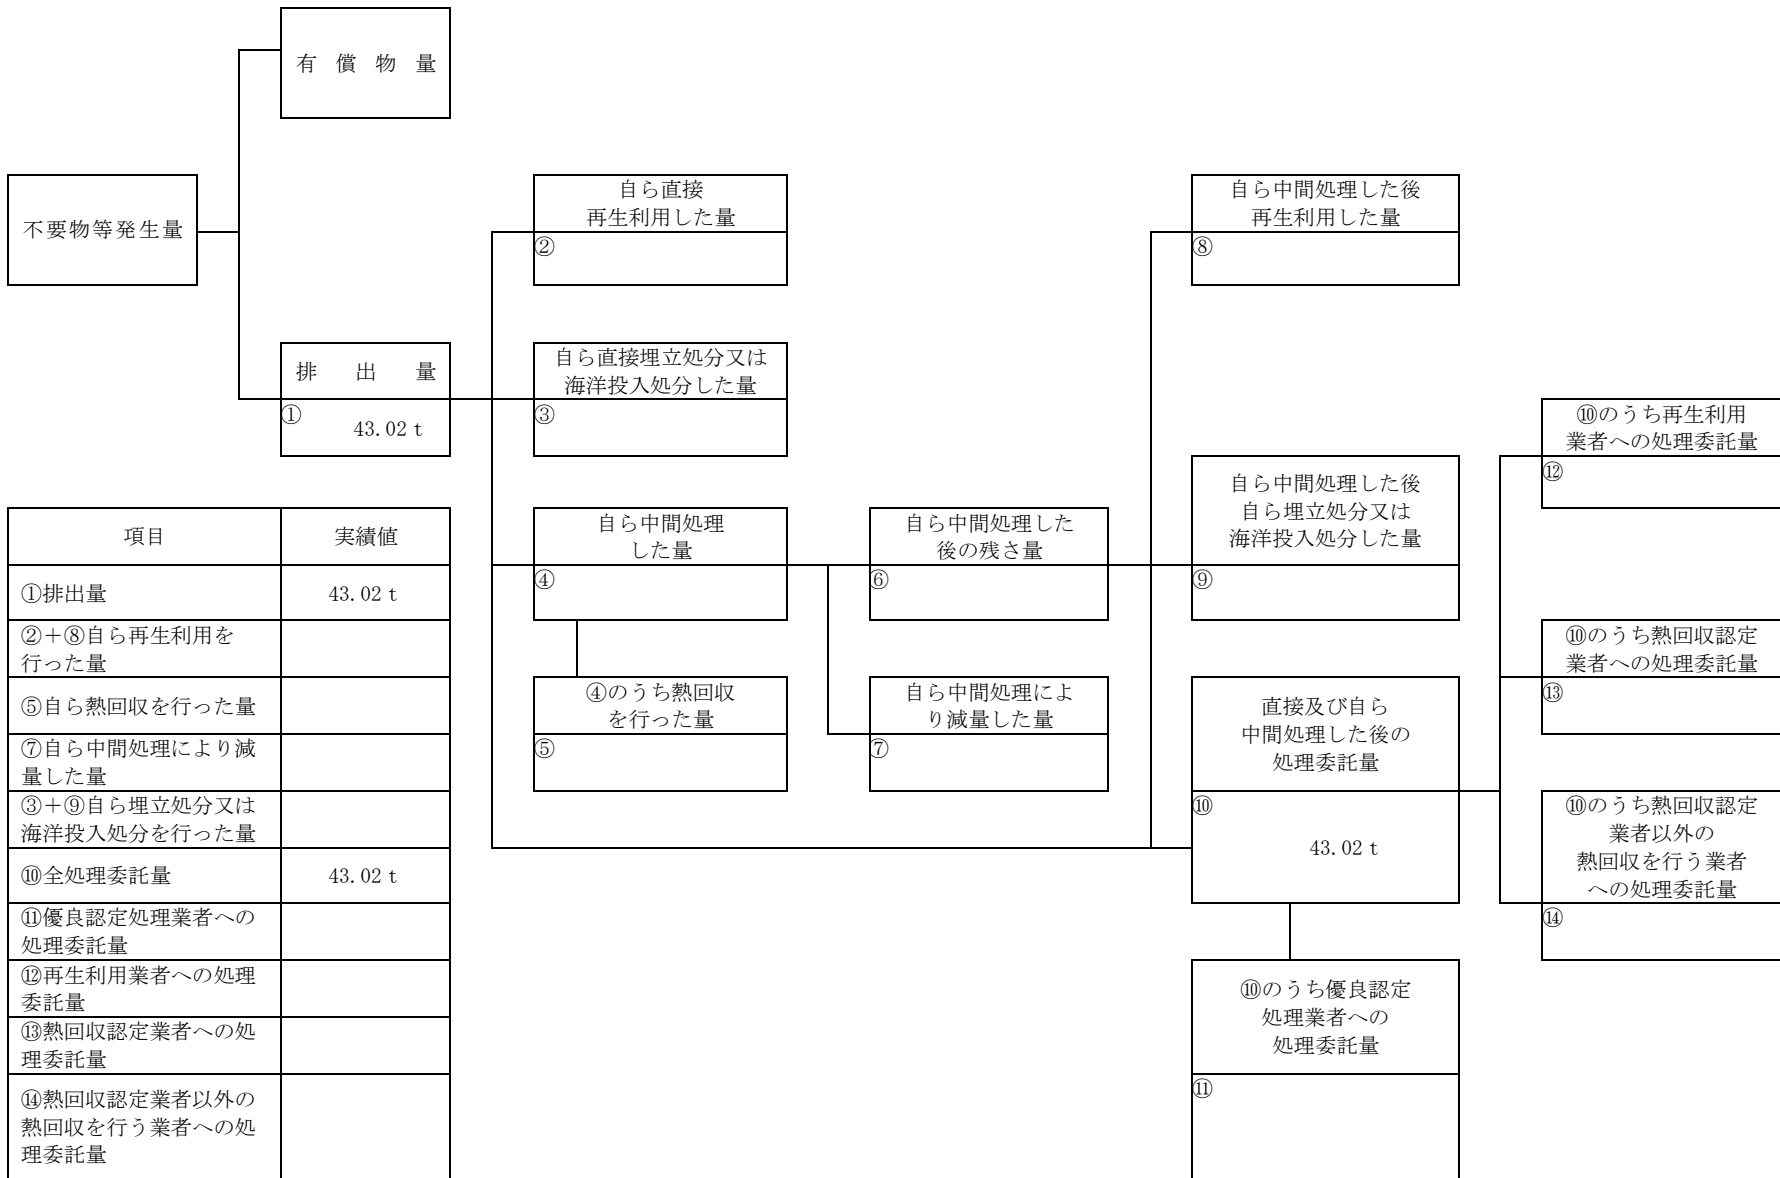 有償物量
不要物等発生量
自ら直接
再生利用した量
②
自ら中間処理した後
再生利用した量
⑧
排出量
① 43.02 t
自ら直接埋立処分又は
海洋投入処分した量
③
⑩のうち再生利用
業者への処理委託量
⑫
自ら中間処理
した量
④
自ら中間処理した
後の残さ量
⑥
自ら中間処理した後
自ら埋立処分又は
海洋投入処分した量
⑨
④のうち熱回収
を行った量
⑤
自ら中間処理によ
り減量した量
⑦
直接及び自ら
中間処理した後の
処理委託量
⑩
43.02 t
⑩のうち熱回収認定
業者への処理委託量
⑬
⑩のうち熱回収認定
業者以外の
熱回収を行う業者
への処理委託量
⑭
⑩のうち優良認定
処理業者への
処理委託量
⑪
項目 実績値
①排出量 43.02 t
②+⑧自ら再生利用を
行った量
⑤自ら熱回収を行った量
⑦自ら中間処理により減
量した量
③+⑨自ら埋立処分又は
海洋投入処分を行った量
⑩全処理委託量 43.02 t
⑪優良認定処理業者への
処理委託量
⑫再生利用業者への処理
委託量
⑬熱回収認定業者への処
理委託量
⑭熱回収認定業者以外の
熱回収を行う業者への処
理委託量